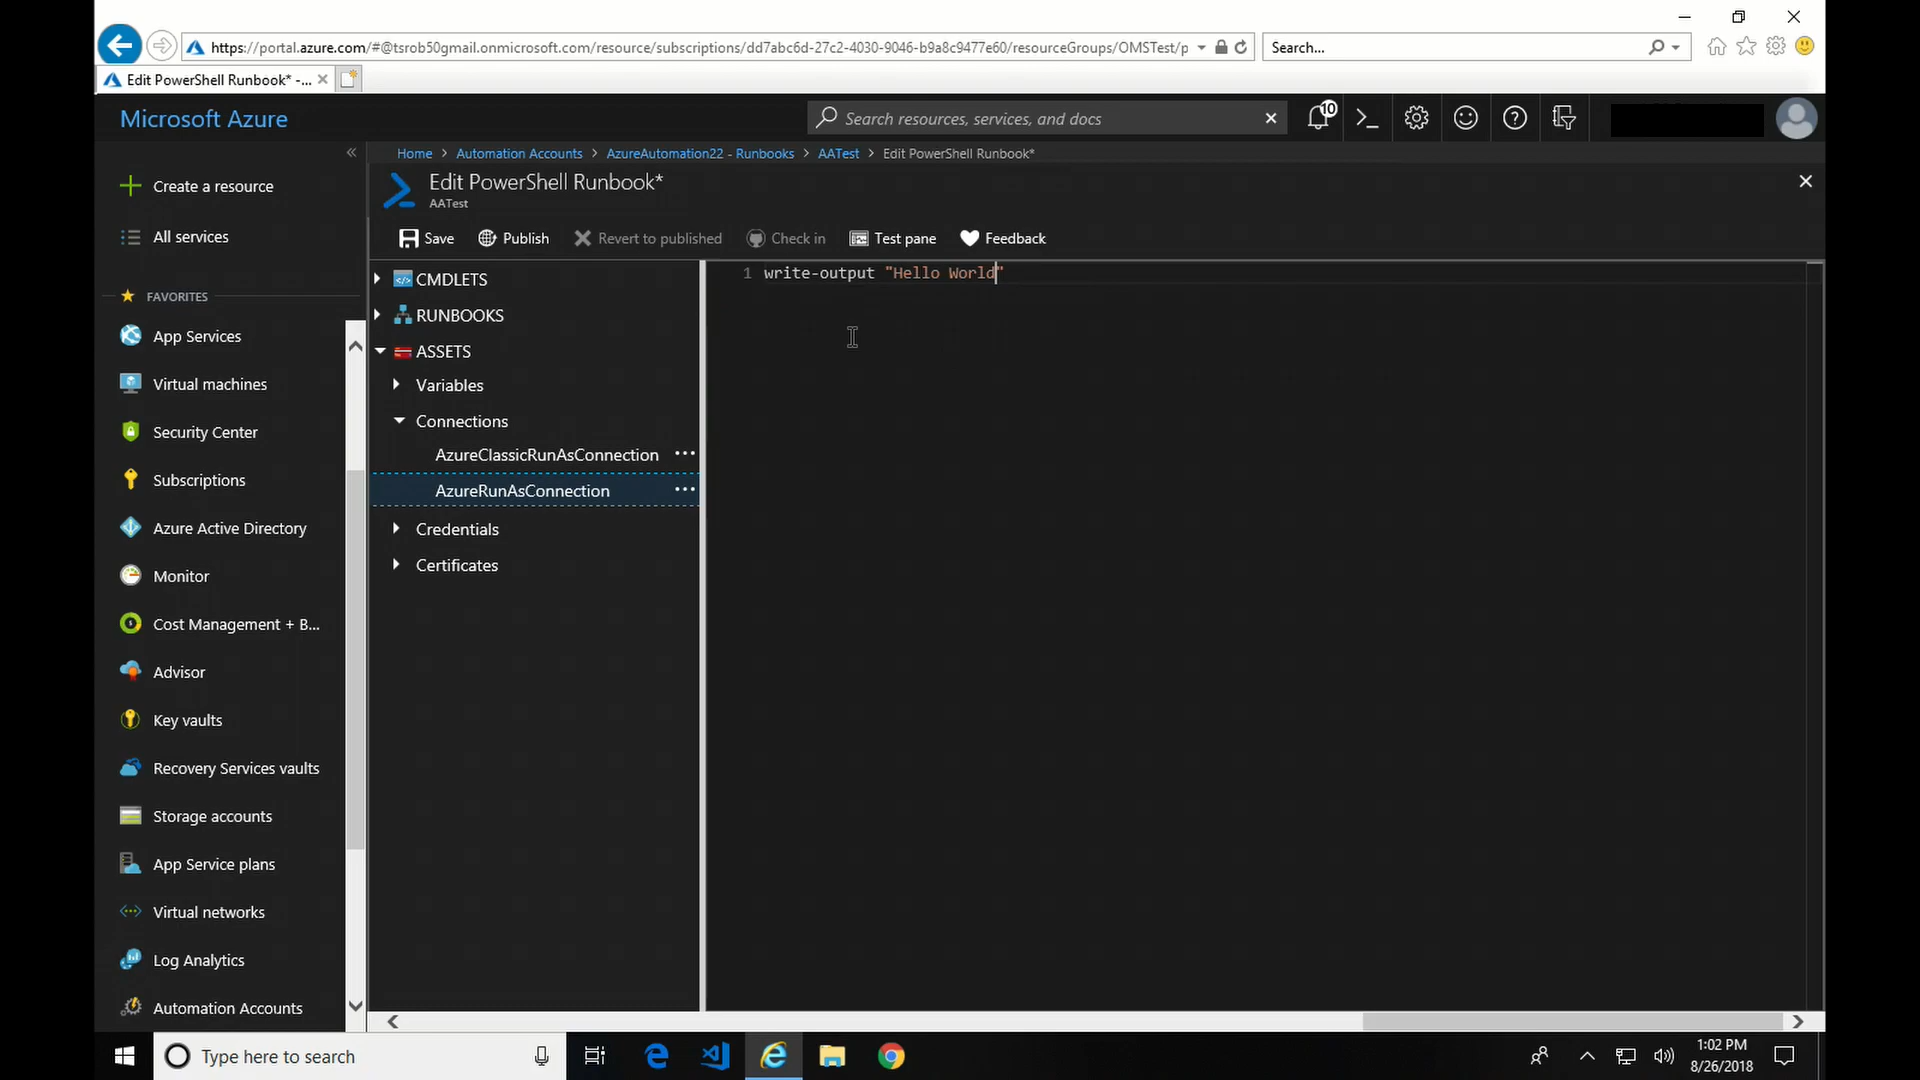 https://portal.azure.com/#@tsrob50gmail.onmicrosoft.com/resource/subscriptions/dd7abc6d-27c2-4030-9046-b9a8c9477e60/resourceGroups/OMSTest/p
Search...
Edit PowerShell Runbook* -...
Microsoft Azure
Search resources, services, and docs
10
Home > Automation Accounts > AzureAutomation22 - Runbooks > AATest > Edit PowerShell Runbook*
Edit PowerShell Runbook*
AATest
Save
Publish
Revert to published
Check in
Test pane
Feedback
Create a resource
All services
FAVORITES
App Services
Virtual machines
Security Center
Subscriptions
Azure Active Directory
Monitor
Cost Management + B...
Advisor
Key vaults
Recovery Services vaults
Storage accounts
App Service plans
Virtual networks
Log Analytics
Automation Accounts
CMDLETS
RUNBOOKS
ASSETS
Variables
Connections
AzureClassicRunAsConnection ...
AzureRunAsConnection ...
Credentials
Certificates
1 write-output "Hello World"
Type here to search
1:02 PM
8/26/2018